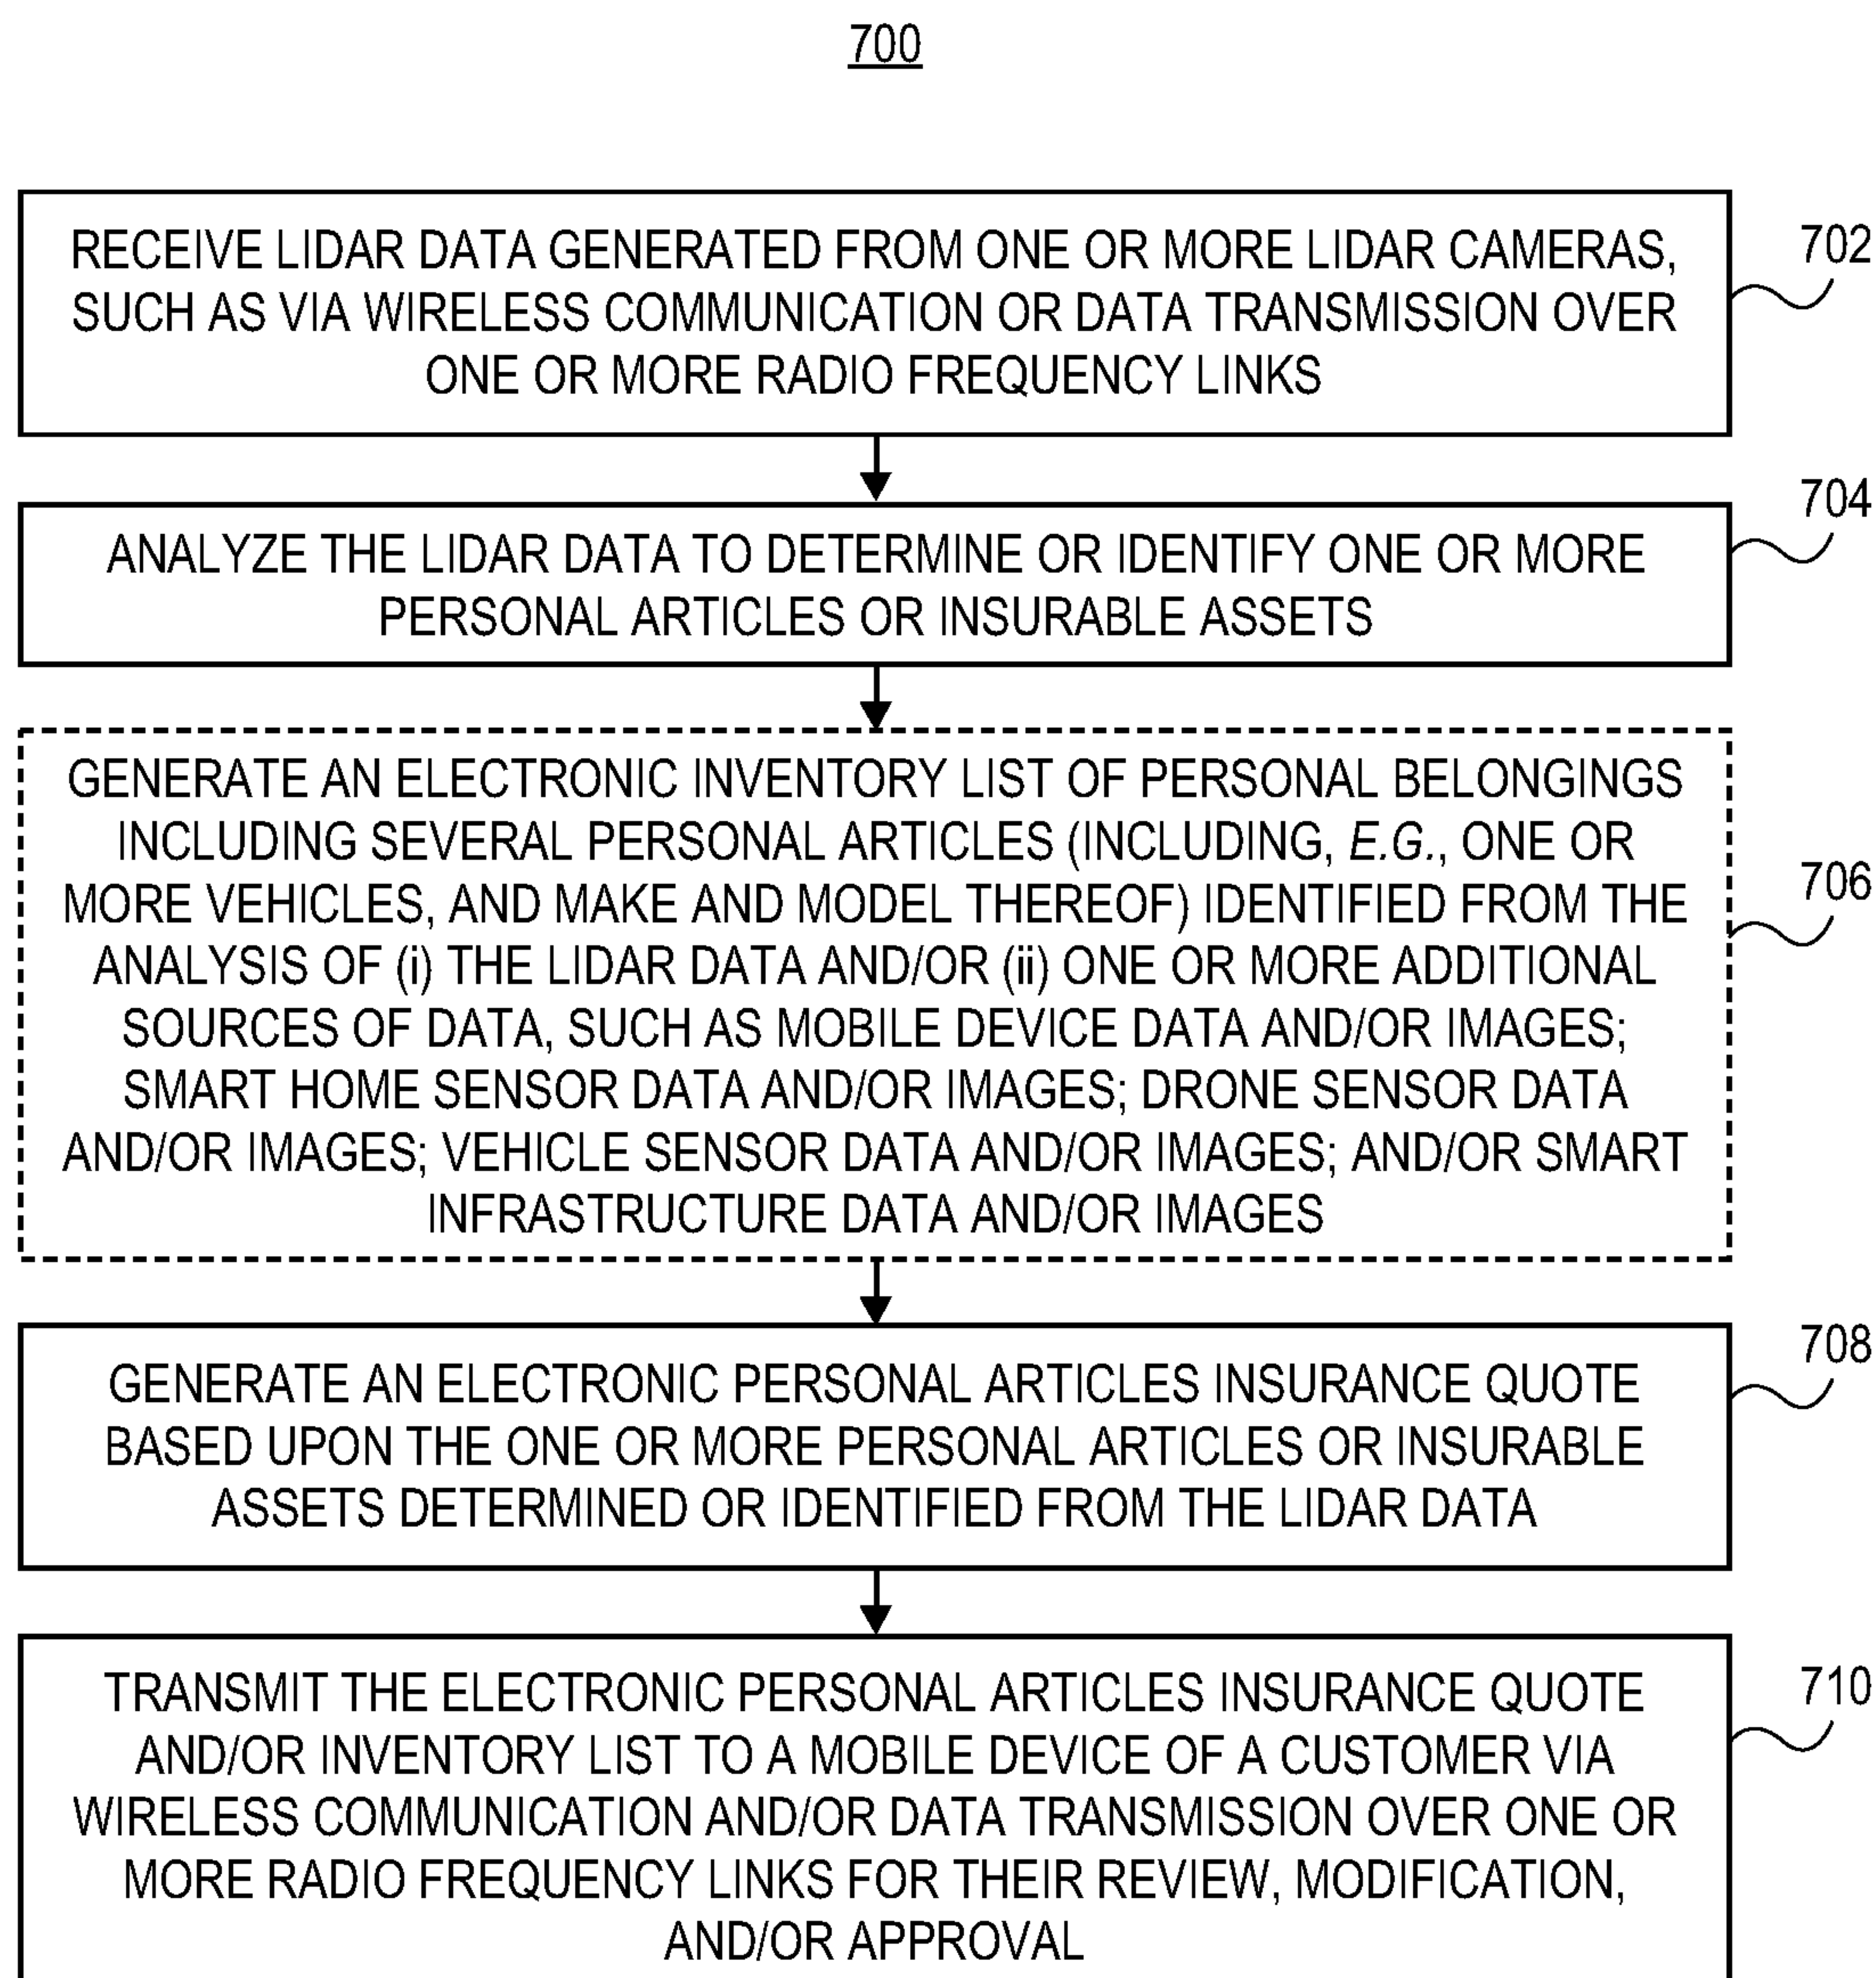 700
RECEIVE LIDAR DATA GENERATED FROM ONE OR MORE LIDAR CAMERAS,
SUCH AS VIA WIRELESS COMMUNICATION OR DATA TRANSMISSION OVER
ONE OR MORE RADIO FREQUENCY LINKS
702
ANALYZE THE LIDAR DATA TO DETERMINE OR IDENTIFY ONE OR MORE
PERSONAL ARTICLES OR INSURABLE ASSETS
704
GENERATE AN ELECTRONIC INVENTORY LIST OF PERSONAL BELONGINGS
INCLUDING SEVERAL PERSONAL ARTICLES (INCLUDING, E.G., ONE OR
MORE VEHICLES, AND MAKE AND MODEL THEREOF) IDENTIFIED FROM THE
ANALYSIS OF (i) THE LIDAR DATA AND/OR (ii) ONE OR MORE ADDITIONAL
SOURCES OF DATA, SUCH AS MOBILE DEVICE DATA AND/OR IMAGES;
SMART HOME SENSOR DATA AND/OR IMAGES; DRONE SENSOR DATA
AND/OR IMAGES; VEHICLE SENSOR DATA AND/OR IMAGES; AND/OR SMART
INFRASTRUCTURE DATA AND/OR IMAGES
706
GENERATE AN ELECTRONIC PERSONAL ARTICLES INSURANCE QUOTE
BASED UPON THE ONE OR MORE PERSONAL ARTICLES OR INSURABLE
ASSETS DETERMINED OR IDENTIFIED FROM THE LIDAR DATA
708
TRANSMIT THE ELECTRONIC PERSONAL ARTICLES INSURANCE QUOTE
AND/OR INVENTORY LIST TO A MOBILE DEVICE OF A CUSTOMER VIA
WIRELESS COMMUNICATION AND/OR DATA TRANSMISSION OVER ONE OR
MORE RADIO FREQUENCY LINKS FOR THEIR REVIEW, MODIFICATION,
AND/OR APPROVAL
710